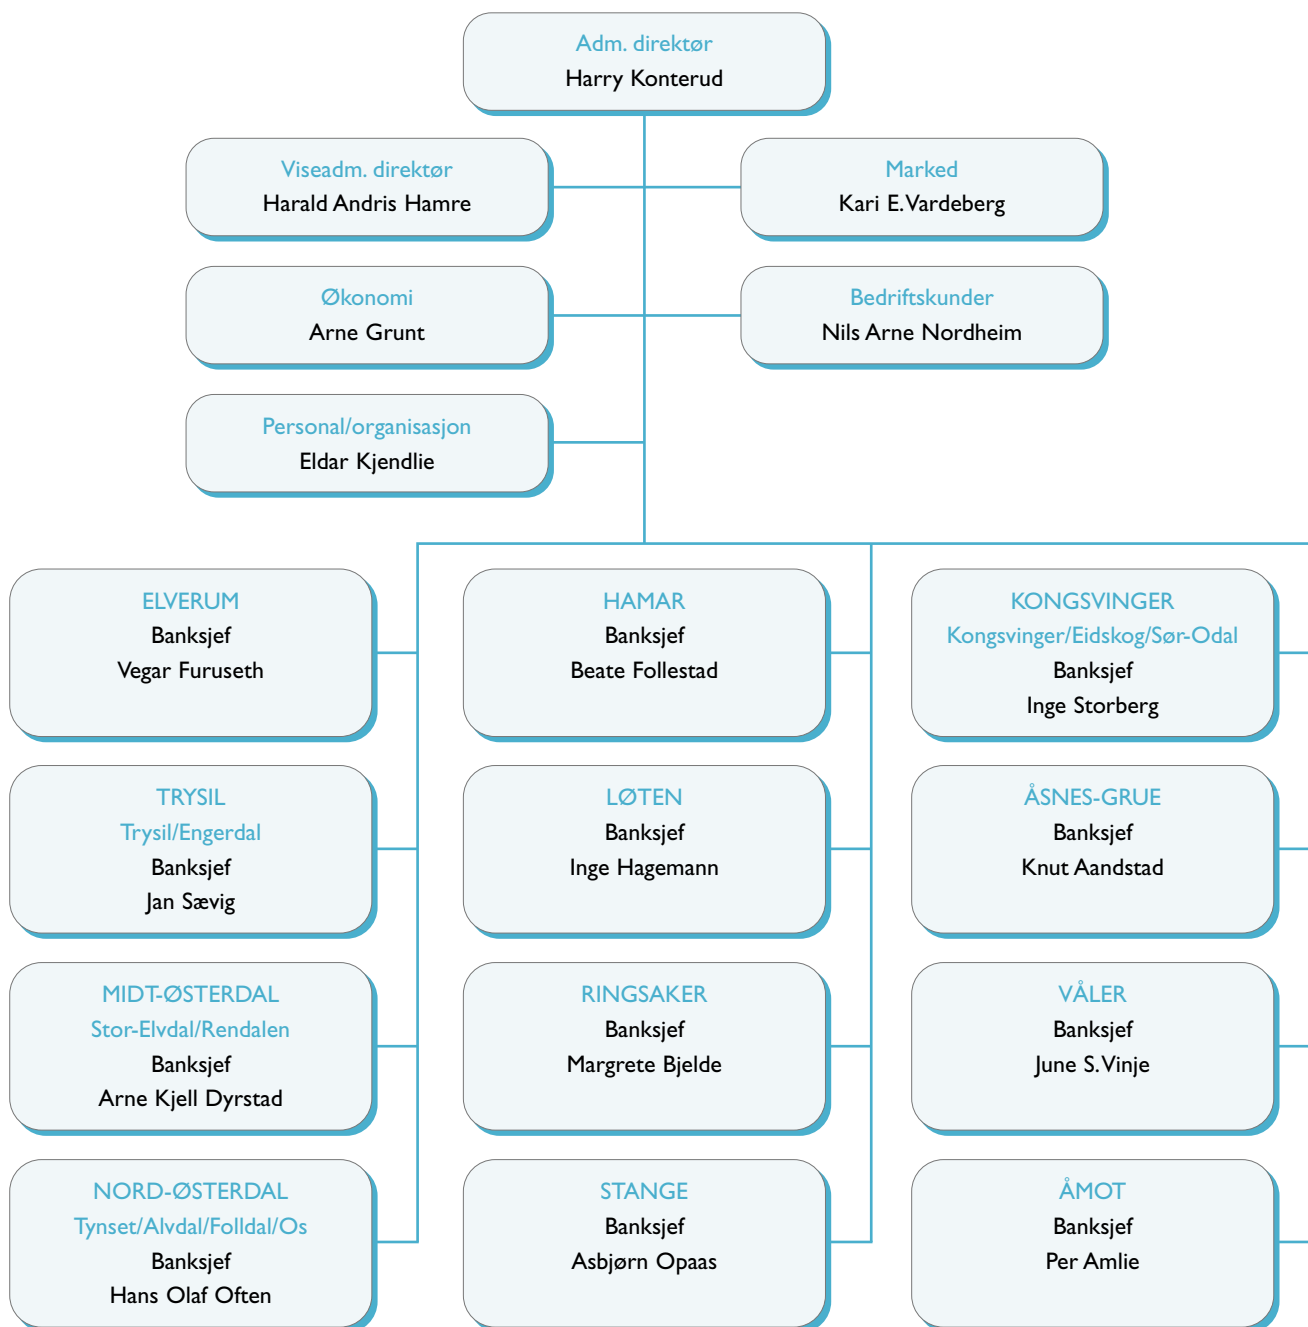 Adm. direktør
Harry Konterud
Viseadm. direktør
Harald Andris Hamre
Marked
Kari E. Vardeberg
Økonomi
Arne Grunt
Bedriftskunder
Nils Arne Nordheim
Personal/organisasjon
Eldar Kjendlie
ELVERUM
Banksjef
Vegar Furuseth
HAMAR
Banksjef
Beate Follestad
KONGSVINGER
Kongsvinger/Eidskog/Sør-Odal
Banksjef
Inge Storberg
TRYSIL
Trysil/Engerdal
Banksjef
Jan Sævig
LØTEN
Banksjef
Inge Hagemann
ÅSNES-GRUE
Banksjef
Knut Aandstad
MIDT-ØSTERDAL
Stor-Elvdal/Rendalen
Banksjef
Arne Kjell Dyrstad
RINGSAKER
Banksjef
Margrete Bjelde
VÅLER
Banksjef
June S. Vinje
NORD-ØSTERDAL
Tynset/Alvdal/Folldal/Os
Banksjef
Hans Olaf Often
STANGE
Banksjef
Asbjørn Opaas
ÅMOT
Banksjef
Per Amlie